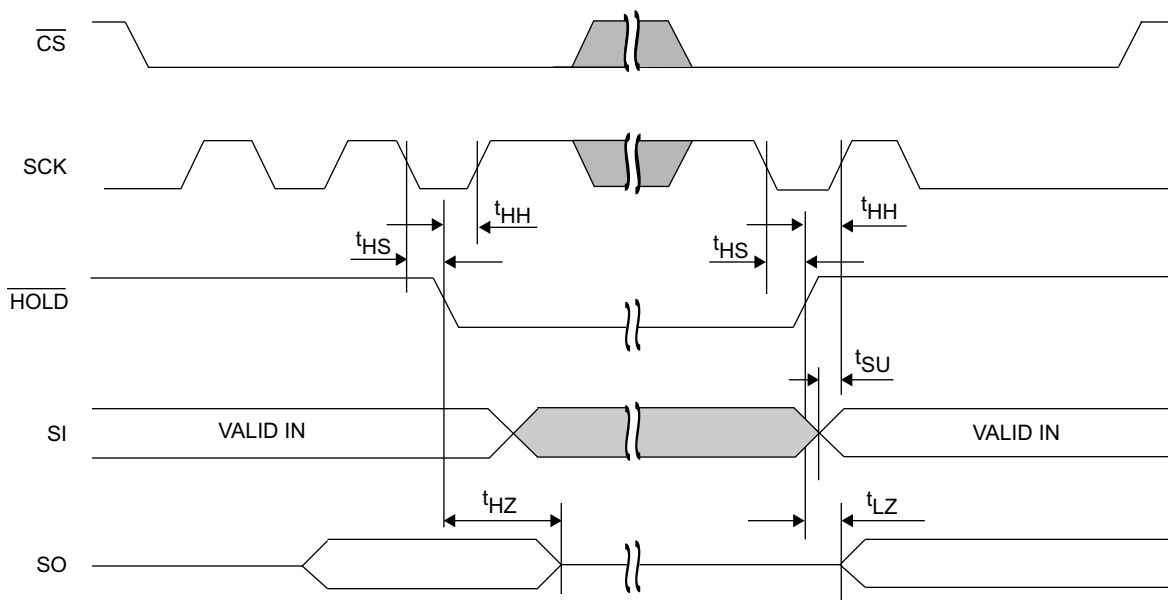 CS
SCK
tHH
tHH
tHS
tHS
HOLD
tSU
SI
VALID IN
VALID IN
tHZ
tLZ
SO